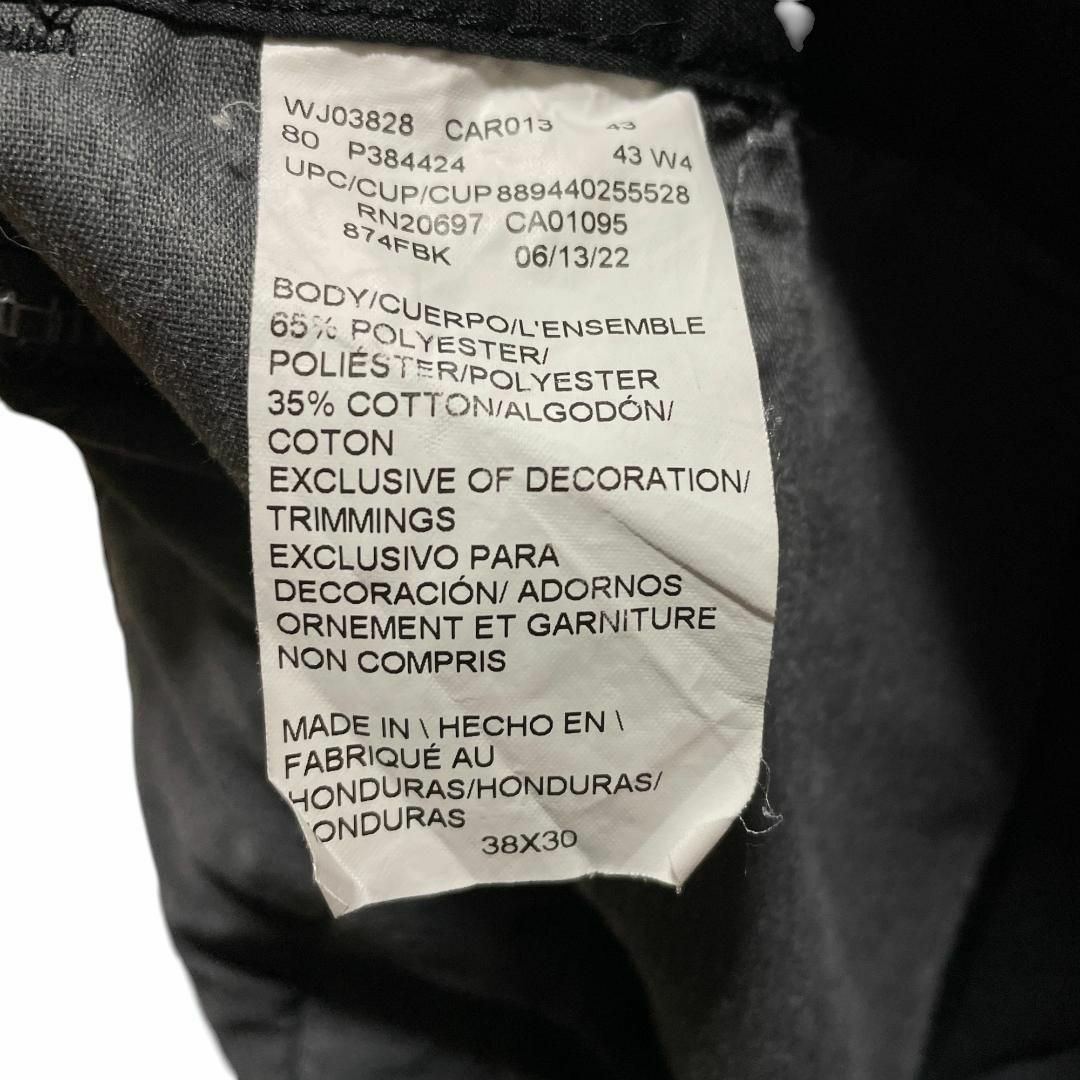 WJ03828 CAR013 43
80 P384424 43 W4
UPC/CUP/CUP 889440255528
RN20697 CA01095
874FBK 06/13/22
BODY/CUERPO/L'ENSEMBLE
65% POLYESTER/
POLIÉSTER/POLYESTER
35% COTTON/ALGODÓN/
COTON
EXCLUSIVE OF DECORATION/
TRIMMINGS
EXCLUSIVO PARA
DECORACIÓN/ ADORNOS
ORNEMENT ET GARNITURE
NON COMPRIS
MADE IN \ HECHO EN \
FABRIQUÉ AU
HONDURAS/HONDURAS/
ONDURAS
38X30